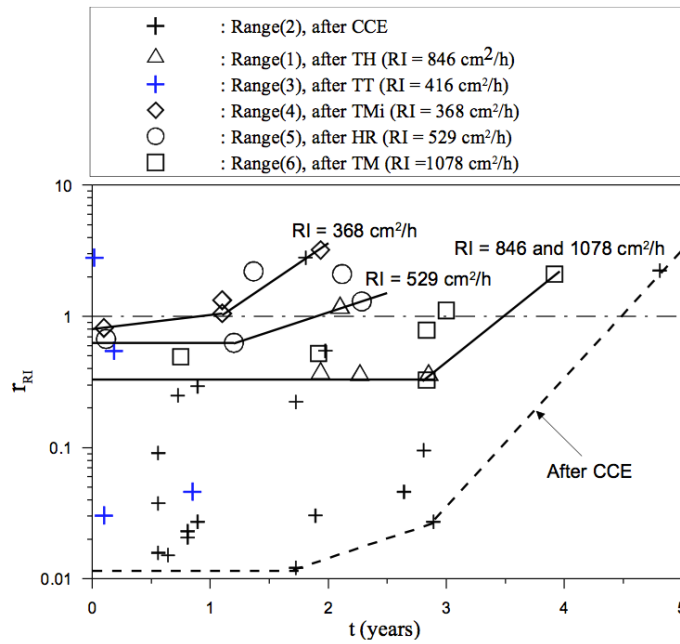 : Range(2), after CCE
: Range(1), after TH (RI = 846 cm²/h)
: Range(3), after TT (RI = 416 cm²/h)
: Range(4), after TMi (RI = 368 cm²/h)
: Range(5), after HR (RI = 529 cm²/h)
: Range(6), after TM (RI =1078 cm²/h)
10
RI = 368 cm²/h
RI = 846 and 1078 cm²/h
RI = 529 cm²/h
1
rRI
0.1
After CCE
0.01
0 1 2 3 4 5
t (years)